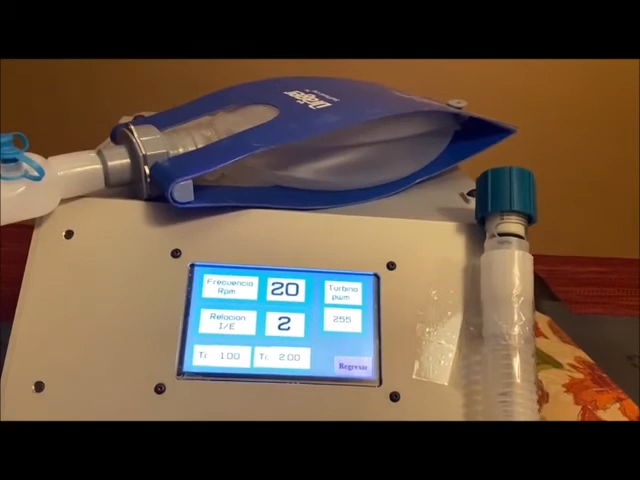 Dräger
Frecuencia
Rpm
20
Turbina
pwm
Relacion
I/E
2
255
Ti: 1.00
Te: 2.00
Regresar